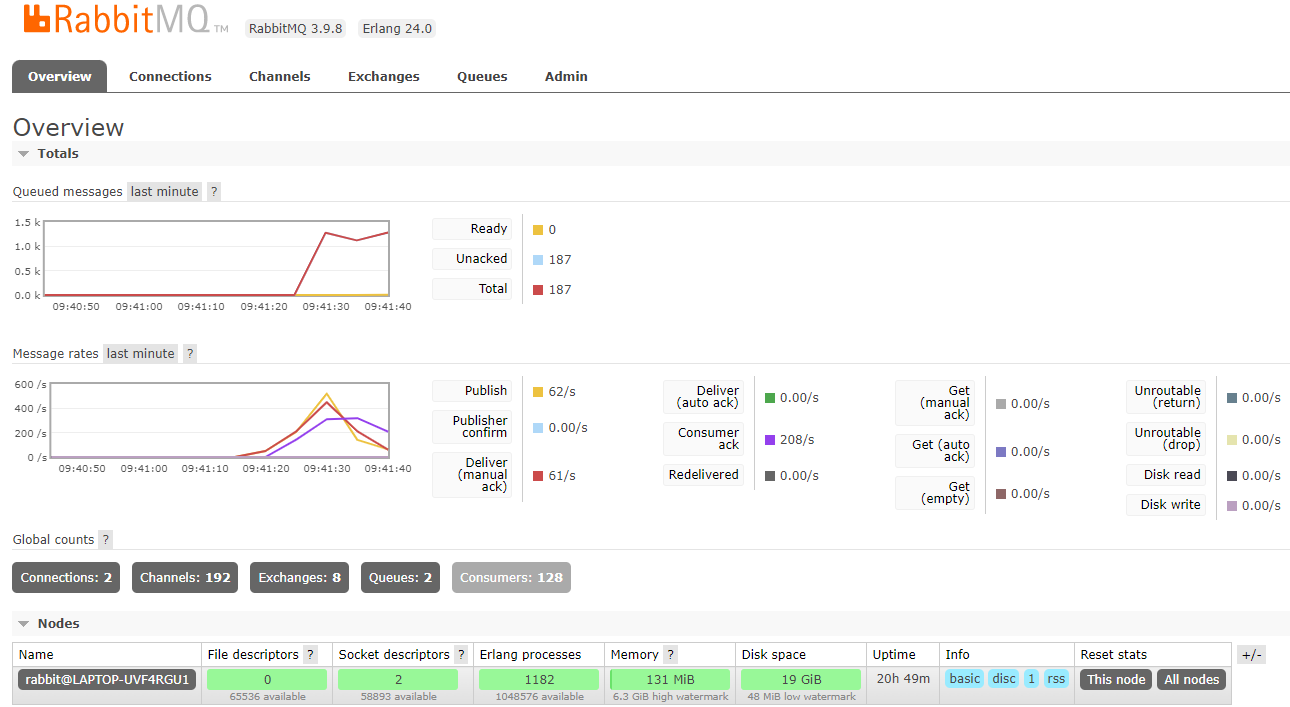 RabbitMQ TM RabbitMQ 3.9.8 Erlang 24.0
Overview Connections Channels Exchanges Queues Admin
Overview
Totals
Queued messages last minute ?
1.5 k
1.0 k
0.5 k
0.0 k
09:40:50 09:41:00 09:41:10 09:41:20 09:41:30 09:41:40
Ready 0
Unacked 187
Total 187
Message rates last minute ?
600 /s
400 /s
200 /s
0 /s
09:40:50 09:41:00 09:41:10 09:41:20 09:41:30 09:41:40
Publish 62/s
Publisher
confirm 0.00/s
Deliver
(manual
ack) 61/s
Deliver
(auto ack) 0.00/s
Consumer
ack 208/s
Redelivered 0.00/s
Get
(manual
ack) 0.00/s
Get (auto
ack) 0.00/s
Get
(empty) 0.00/s
Unroutable
(return) 0.00/s
Unroutable
(drop) 0.00/s
Disk read 0.00/s
Disk write 0.00/s
Global counts ?
Connections: 2 Channels: 192 Exchanges: 8 Queues: 2 Consumers: 128
Nodes
Name File descriptors ? Socket descriptors ? Erlang processes Memory ? Disk space Uptime Info Reset stats +/-
rabbit@LAPTOP-UVF4RGU1 0 2 1182 131 MiB 19 GiB 20h 49m basic disc 1 rss This node All nodes
65536 available 58893 available 1048576 available 6.3 GiB high watermark 48 MiB low watermark